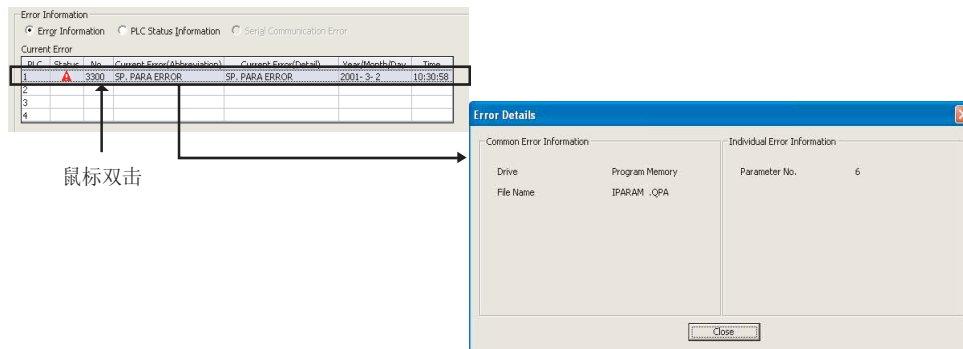 Error Information
Error Information PLC Status Information Serial Communication Error
Current Error
PLC Status No. Current Error(Abbreviation) Current Error(Detail) Year/Month/Day Time
1 3300 SP. PARA ERROR SP. PARA ERROR 2001- 3- 2 10:30:58
2
3
4
鼠标双击
Error Details
Common Error Information Individual Error Information
Drive Program Memory Parameter No. 6
File Name IPARAM .QPA
Close